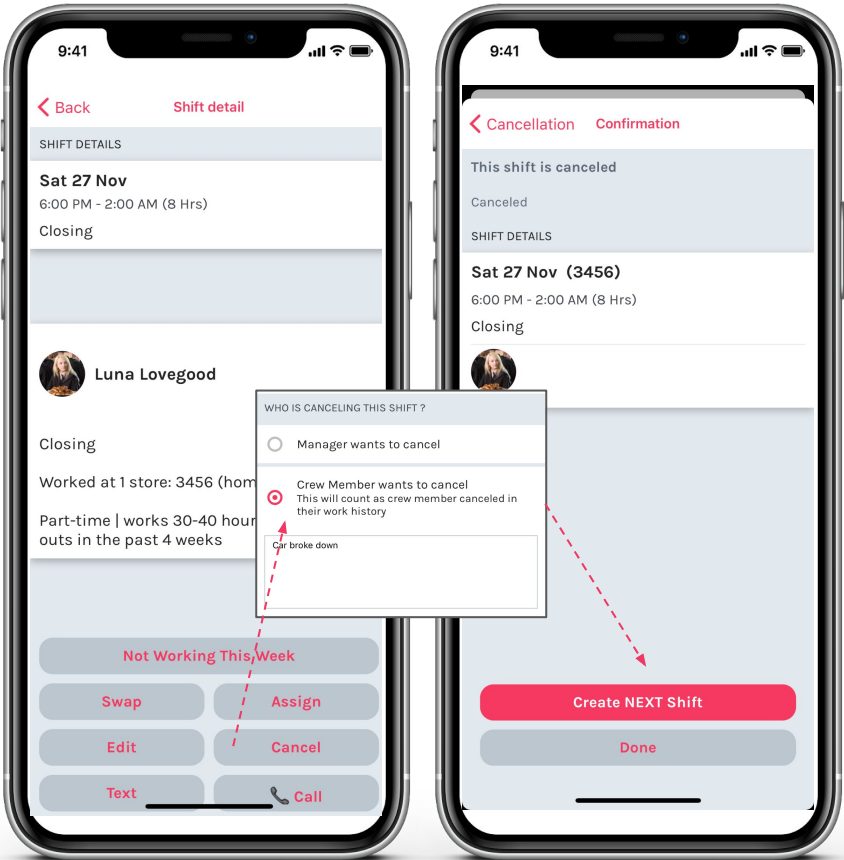 9:41
Back
Shift detail
SHIFT DETAILS
Sat 27 Nov
6:00 PM - 2:00 AM (8 Hrs)
Closing
Luna Lovegood
Closing
Worked at 1 store: 3456 (hom
Part-time | works 30-40 hour
outs in the past 4 weeks
Not Working This Week
Swap
Assign
Edit
Cancel
Text
Call
WHO IS CANCELING THIS SHIFT ?
Manager wants to cancel
Crew Member wants to cancel
This will count as crew member canceled in
their work history
Car broke down
9:41
Cancellation
Confirmation
This shift is canceled
Canceled
SHIFT DETAILS
Sat 27 Nov (3456)
6:00 PM - 2:00 AM (8 Hrs)
Closing
Create NEXT Shift
Done